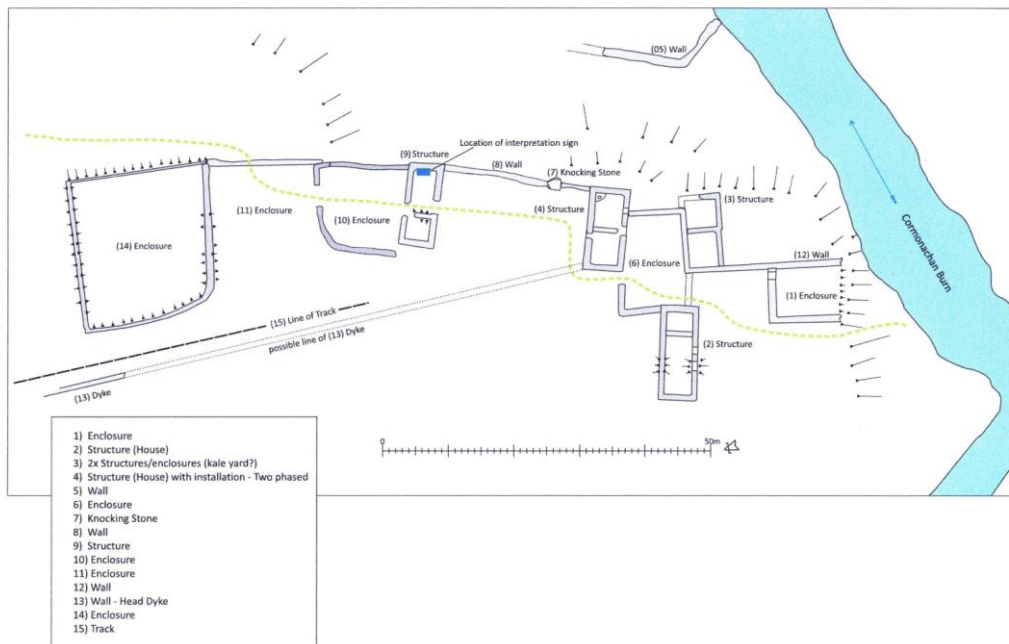 (05) Wall
Location of interpretation sign
(9) Structure
(8) Wall
(7) Knocking Stone
(4) Structure
(3) Structure
(11) Enclosure
(10) Enclosure
(14) Enclosure
(6) Enclosure
(12) Wall
(1) Enclosure
Cormonachan Burn
(15) Line of Track
possible line of (13) Dyke
(2) Structure
(13) Dyke
0
50m
1) Enclosure
2) Structure (House)
3) 2x Structures/enclosures (kale yard?)
4) Structure (House) with installation - Two phased
5) Wall
6) Enclosure
7) Knocking Stone
8) Wall
9) Structure
10) Enclosure
11) Enclosure
12) Wall
13) Wall - Head Dyke
14) Enclosure
15) Track